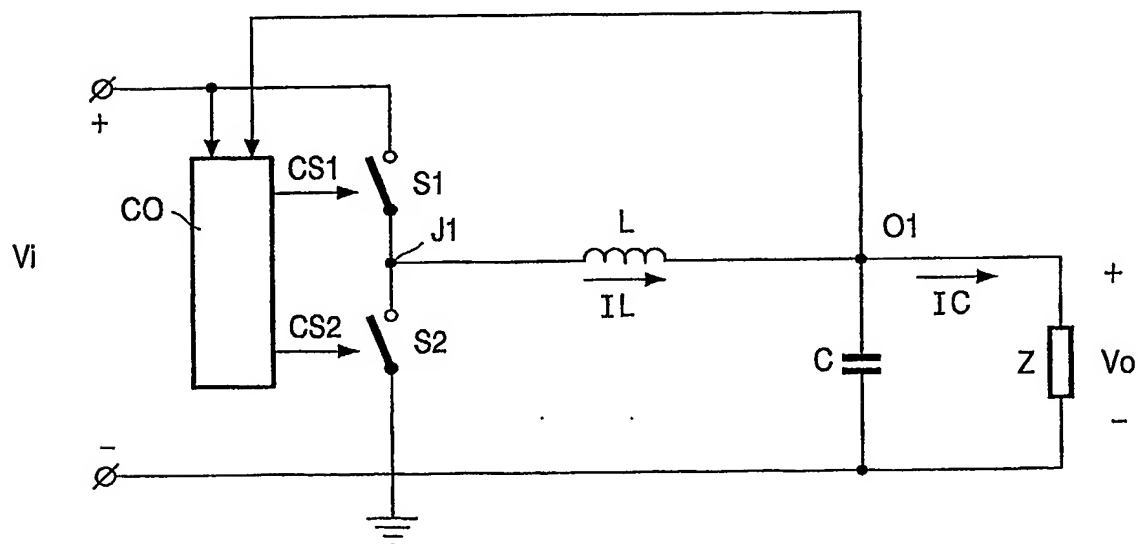 +
CS1
S1
CO
J1
L
O1
Vi
IL
IC
+
CS2
S2
C
Z
Vo
-
-